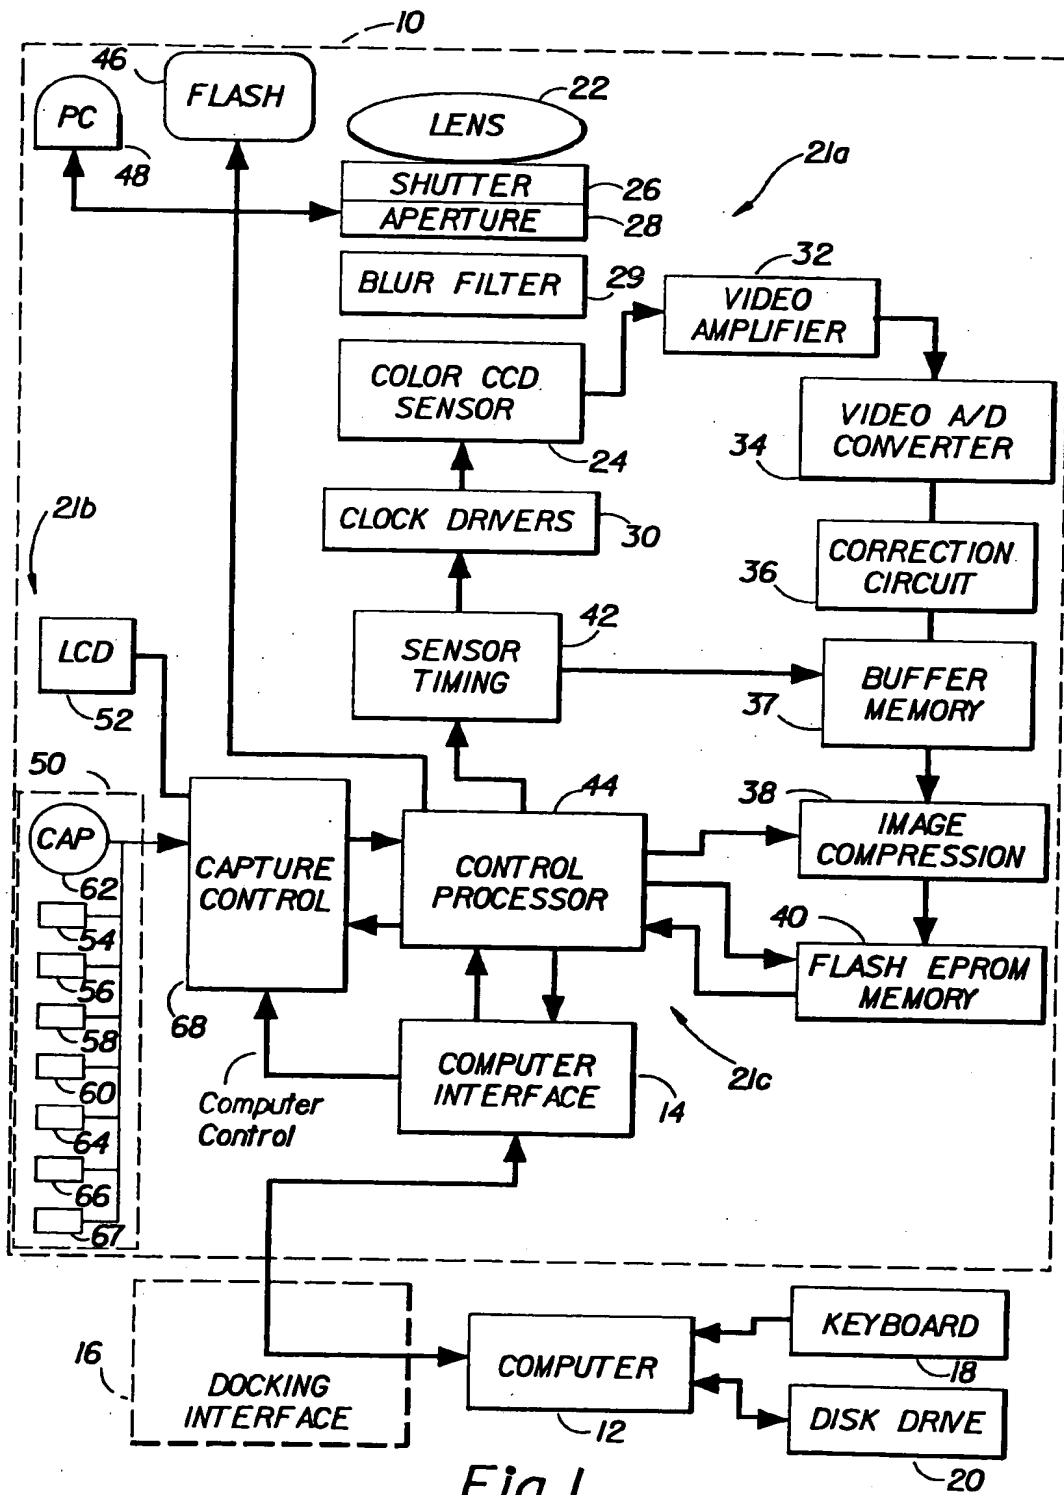 10
46
FLASH
PC
48
22
LENS
SHUTTER
26
APERTURE
28
21a
BLUR FILTER
29
32
VIDEO
AMPLIFIER
COLOR CCD
SENSOR
24
VIDEO A/D
CONVERTER
34
21b
CLOCK DRIVERS
30
CORRECTION
CIRCUIT
36
LCD
52
SENSOR
TIMING
42
BUFFER
MEMORY
37
50
CAP
62
54
56
58
60
64
66
67
CAPTURE
CONTROL
68
44
CONTROL
PROCESSOR
38
IMAGE
COMPRESSION
40
FLASH EPROM
MEMORY
21c
COMPUTER
INTERFACE
14
Computer
Control
16
DOCKING
INTERFACE
COMPUTER
12
KEYBOARD
18
DISK DRIVE
20
Fig.1